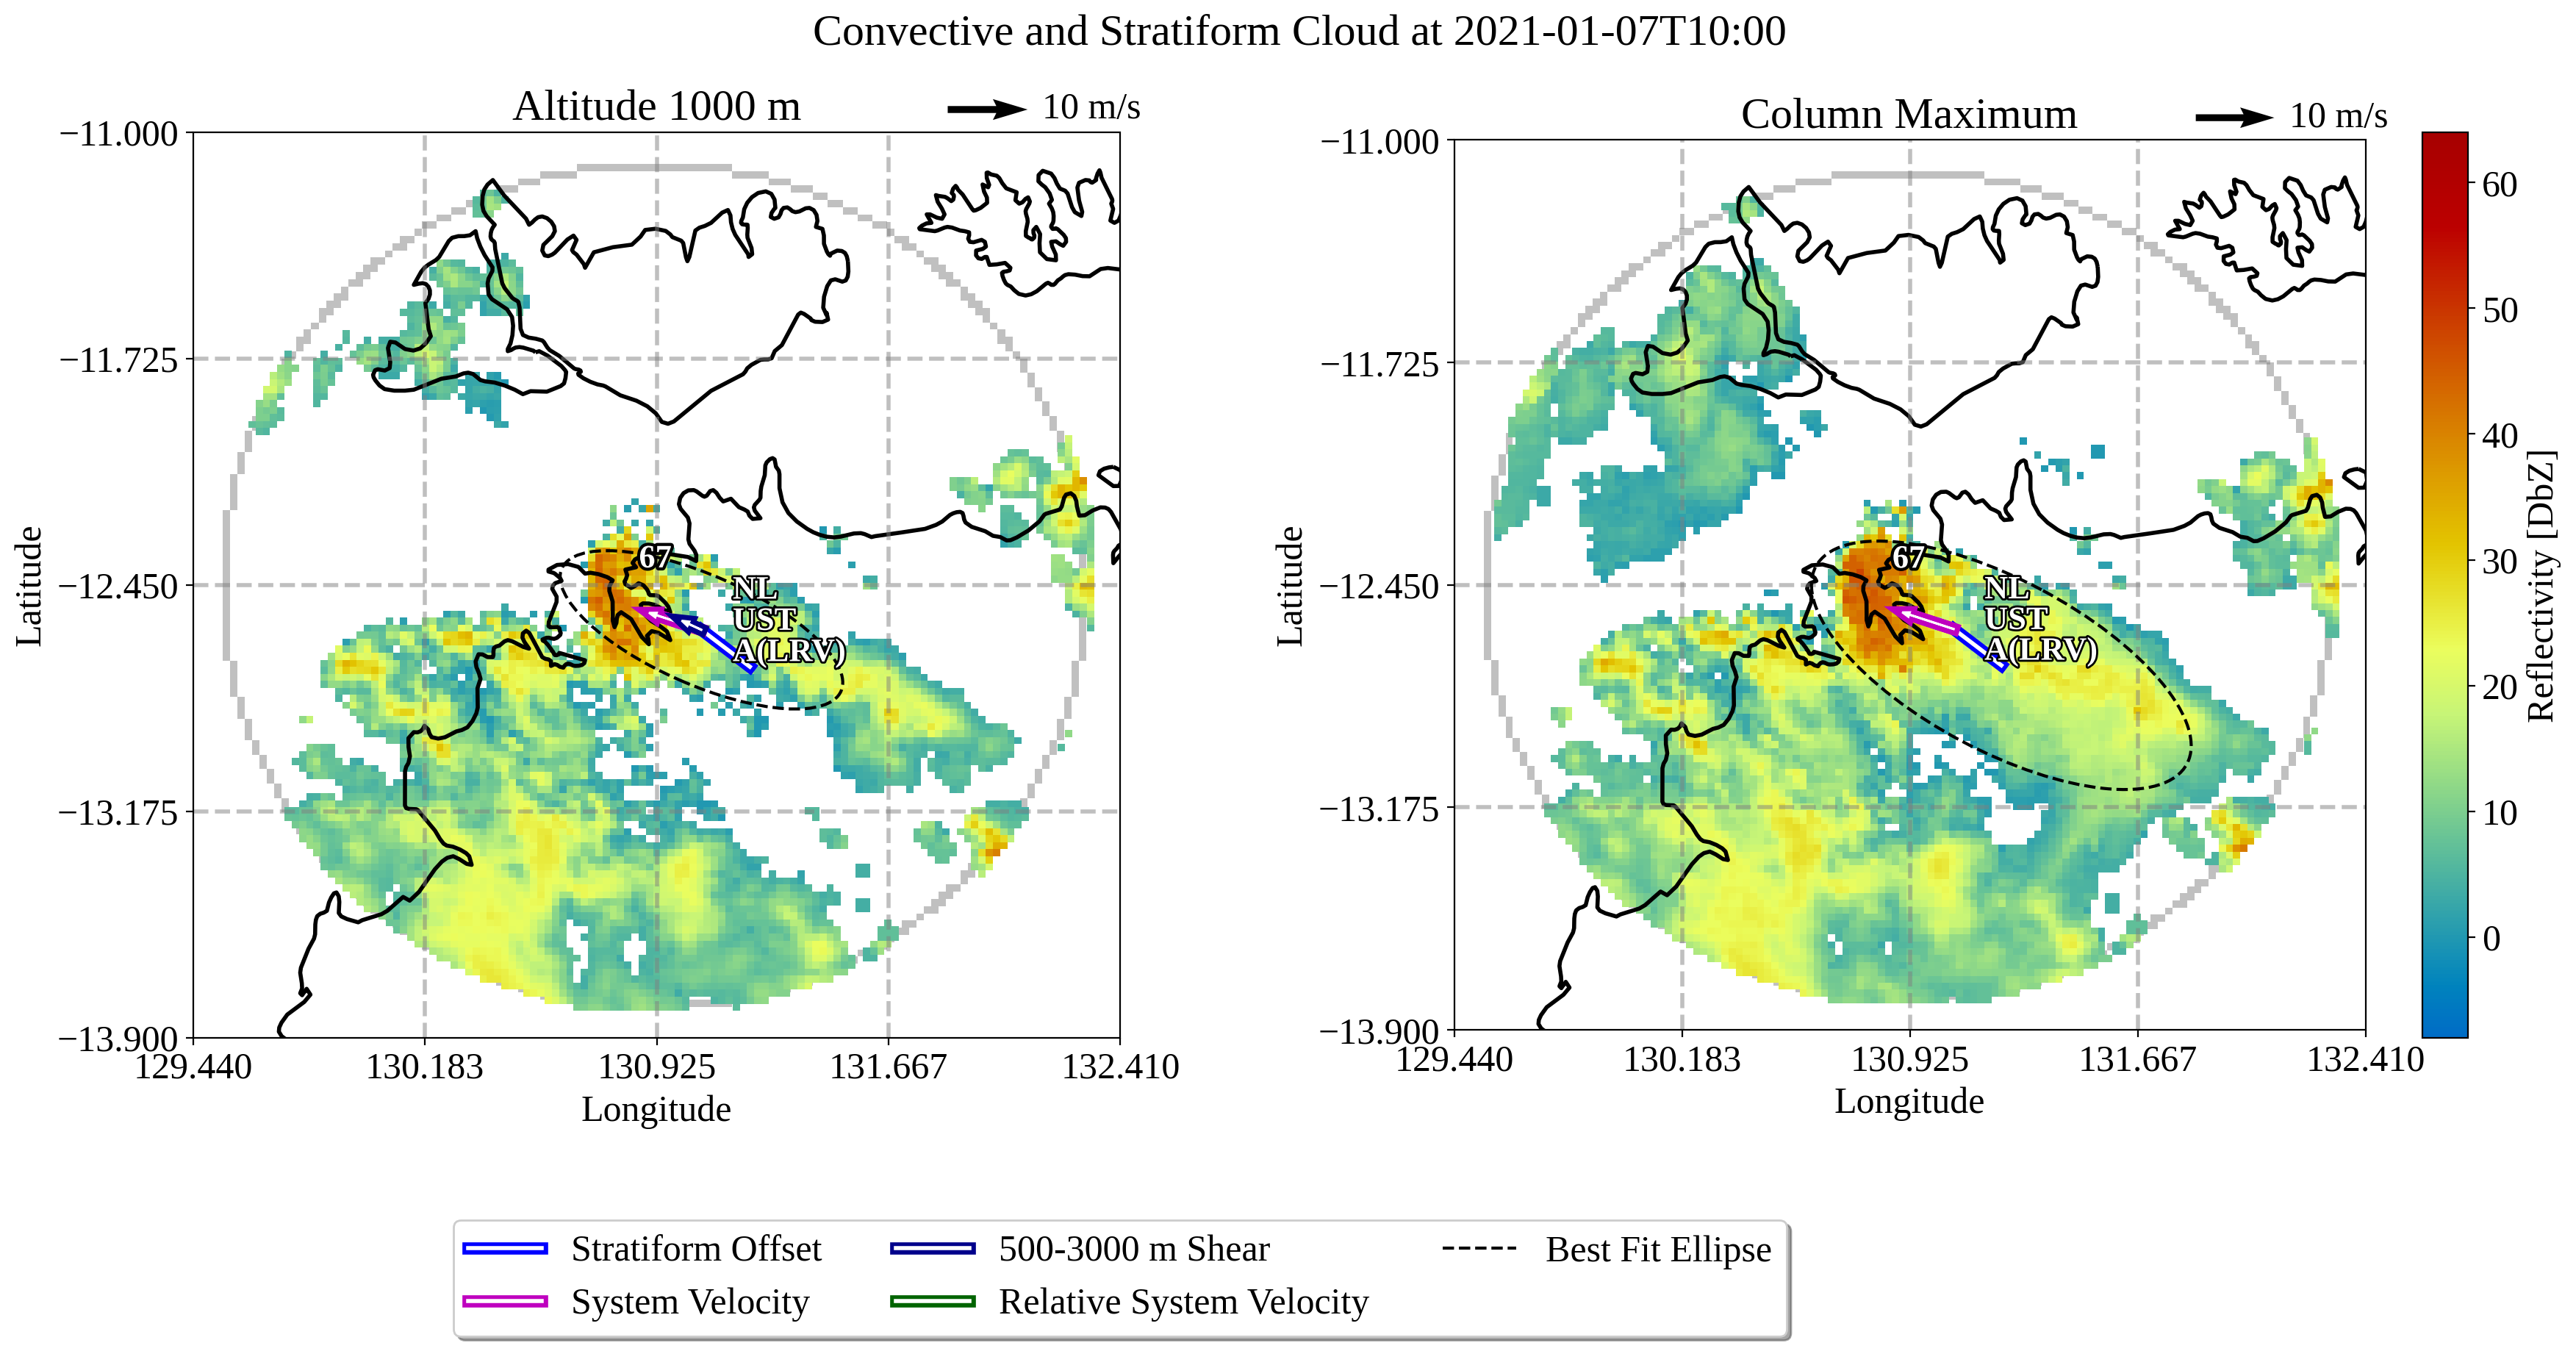 Convective and Stratiform Cloud at 2021-01-07T10:00
Altitude 1000 m
10 m/s
−11.000
−11.725
−12.450
−13.175
−13.900
Latitude
67
NL
UST
A(LRV)
129.440
130.183
130.925
131.667
132.410
Longitude
Column Maximum
10 m/s
−11.000
−11.725
−12.450
−13.175
−13.900
Latitude
67
NL
UST
A(LRV)
129.440
130.183
130.925
131.667
132.410
Longitude
60
50
40
30
20
10
0
Reflectivity [DbZ]
Stratiform Offset
System Velocity
500-3000 m Shear
Relative System Velocity
Best Fit Ellipse